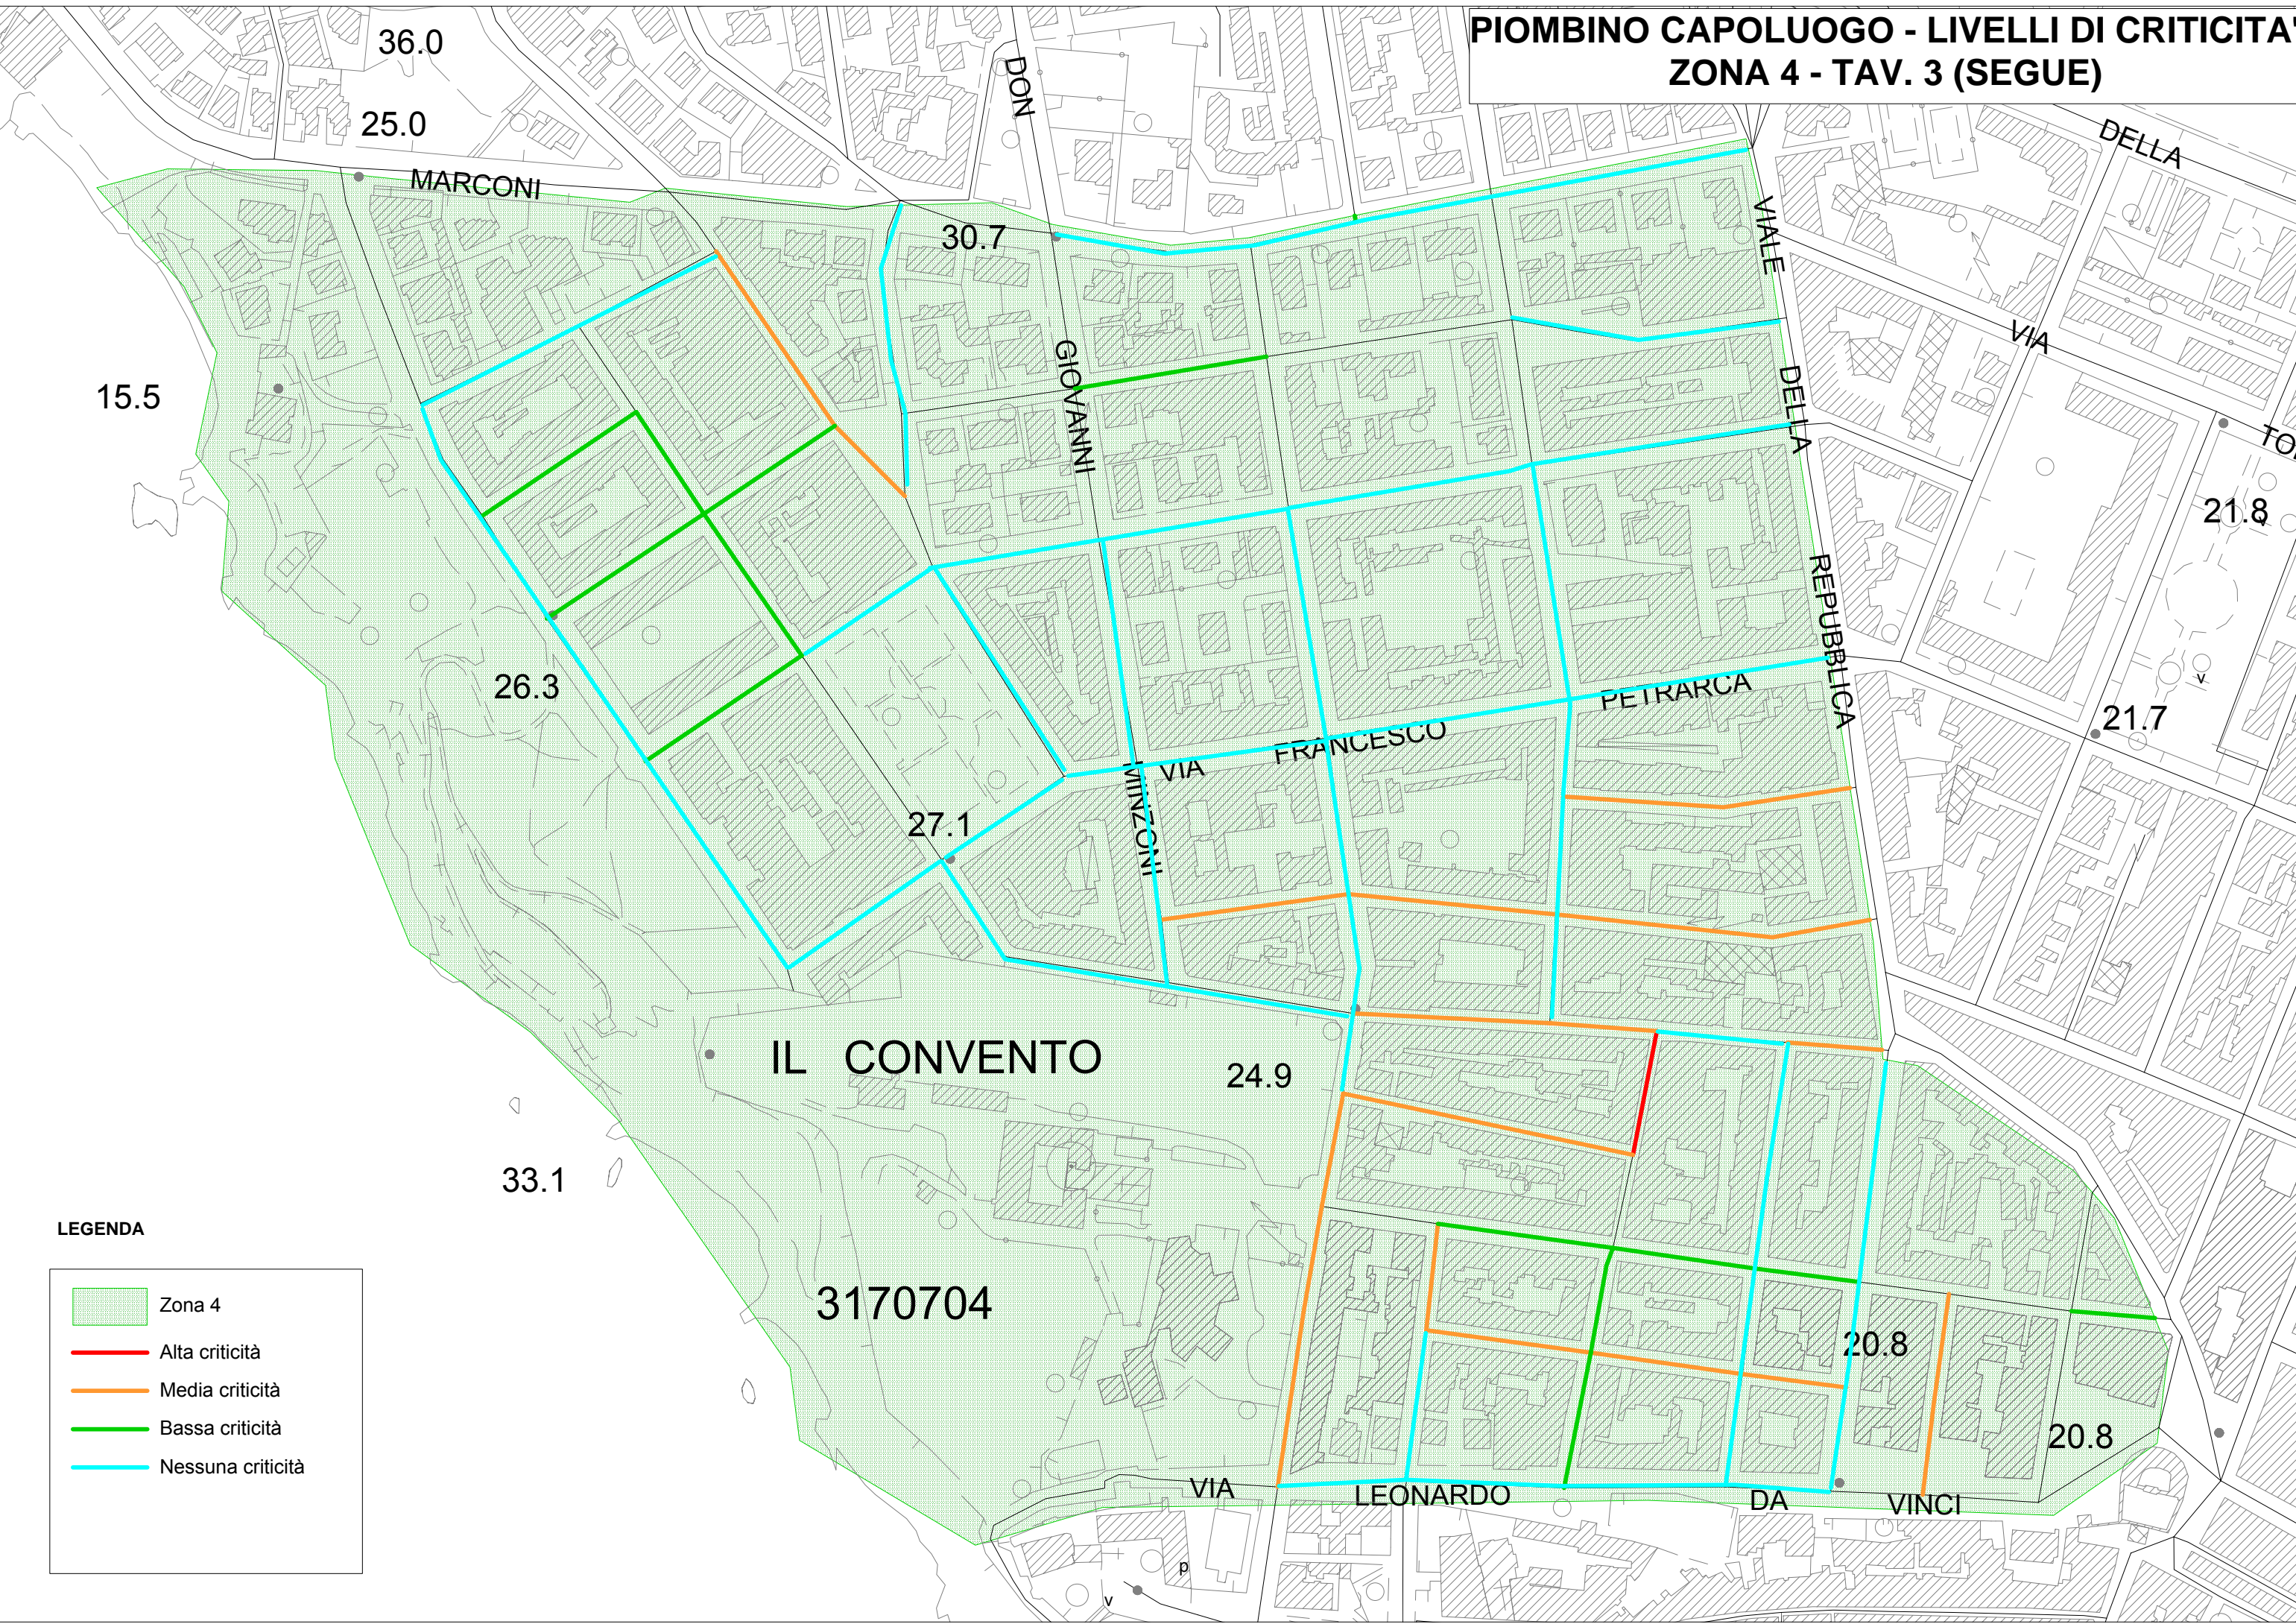 PIOMBINO CAPOLUOGO - LIVELLI DI CRITICITA'
ZONA 4 - TAV. 3 (SEGUE)
36.0
25.0
DON
DELLA
MARCONI
30.7
VIALE
VIA
15.5
GIOVANNI
DELLA
TO
21.8
v
REPUBBLICA
26.3
PETRARCA
v
21.7
FRANCESCO
VIA
MINZONI
27.1
IL CONVENTO
24.9
33.1
LEGENDA
Zona 4
Alta criticità
Media criticità
Bassa criticità
Nessuna criticità
3170704
20.8
20.8
VIA
LEONARDO
DA
VINCI
p
v